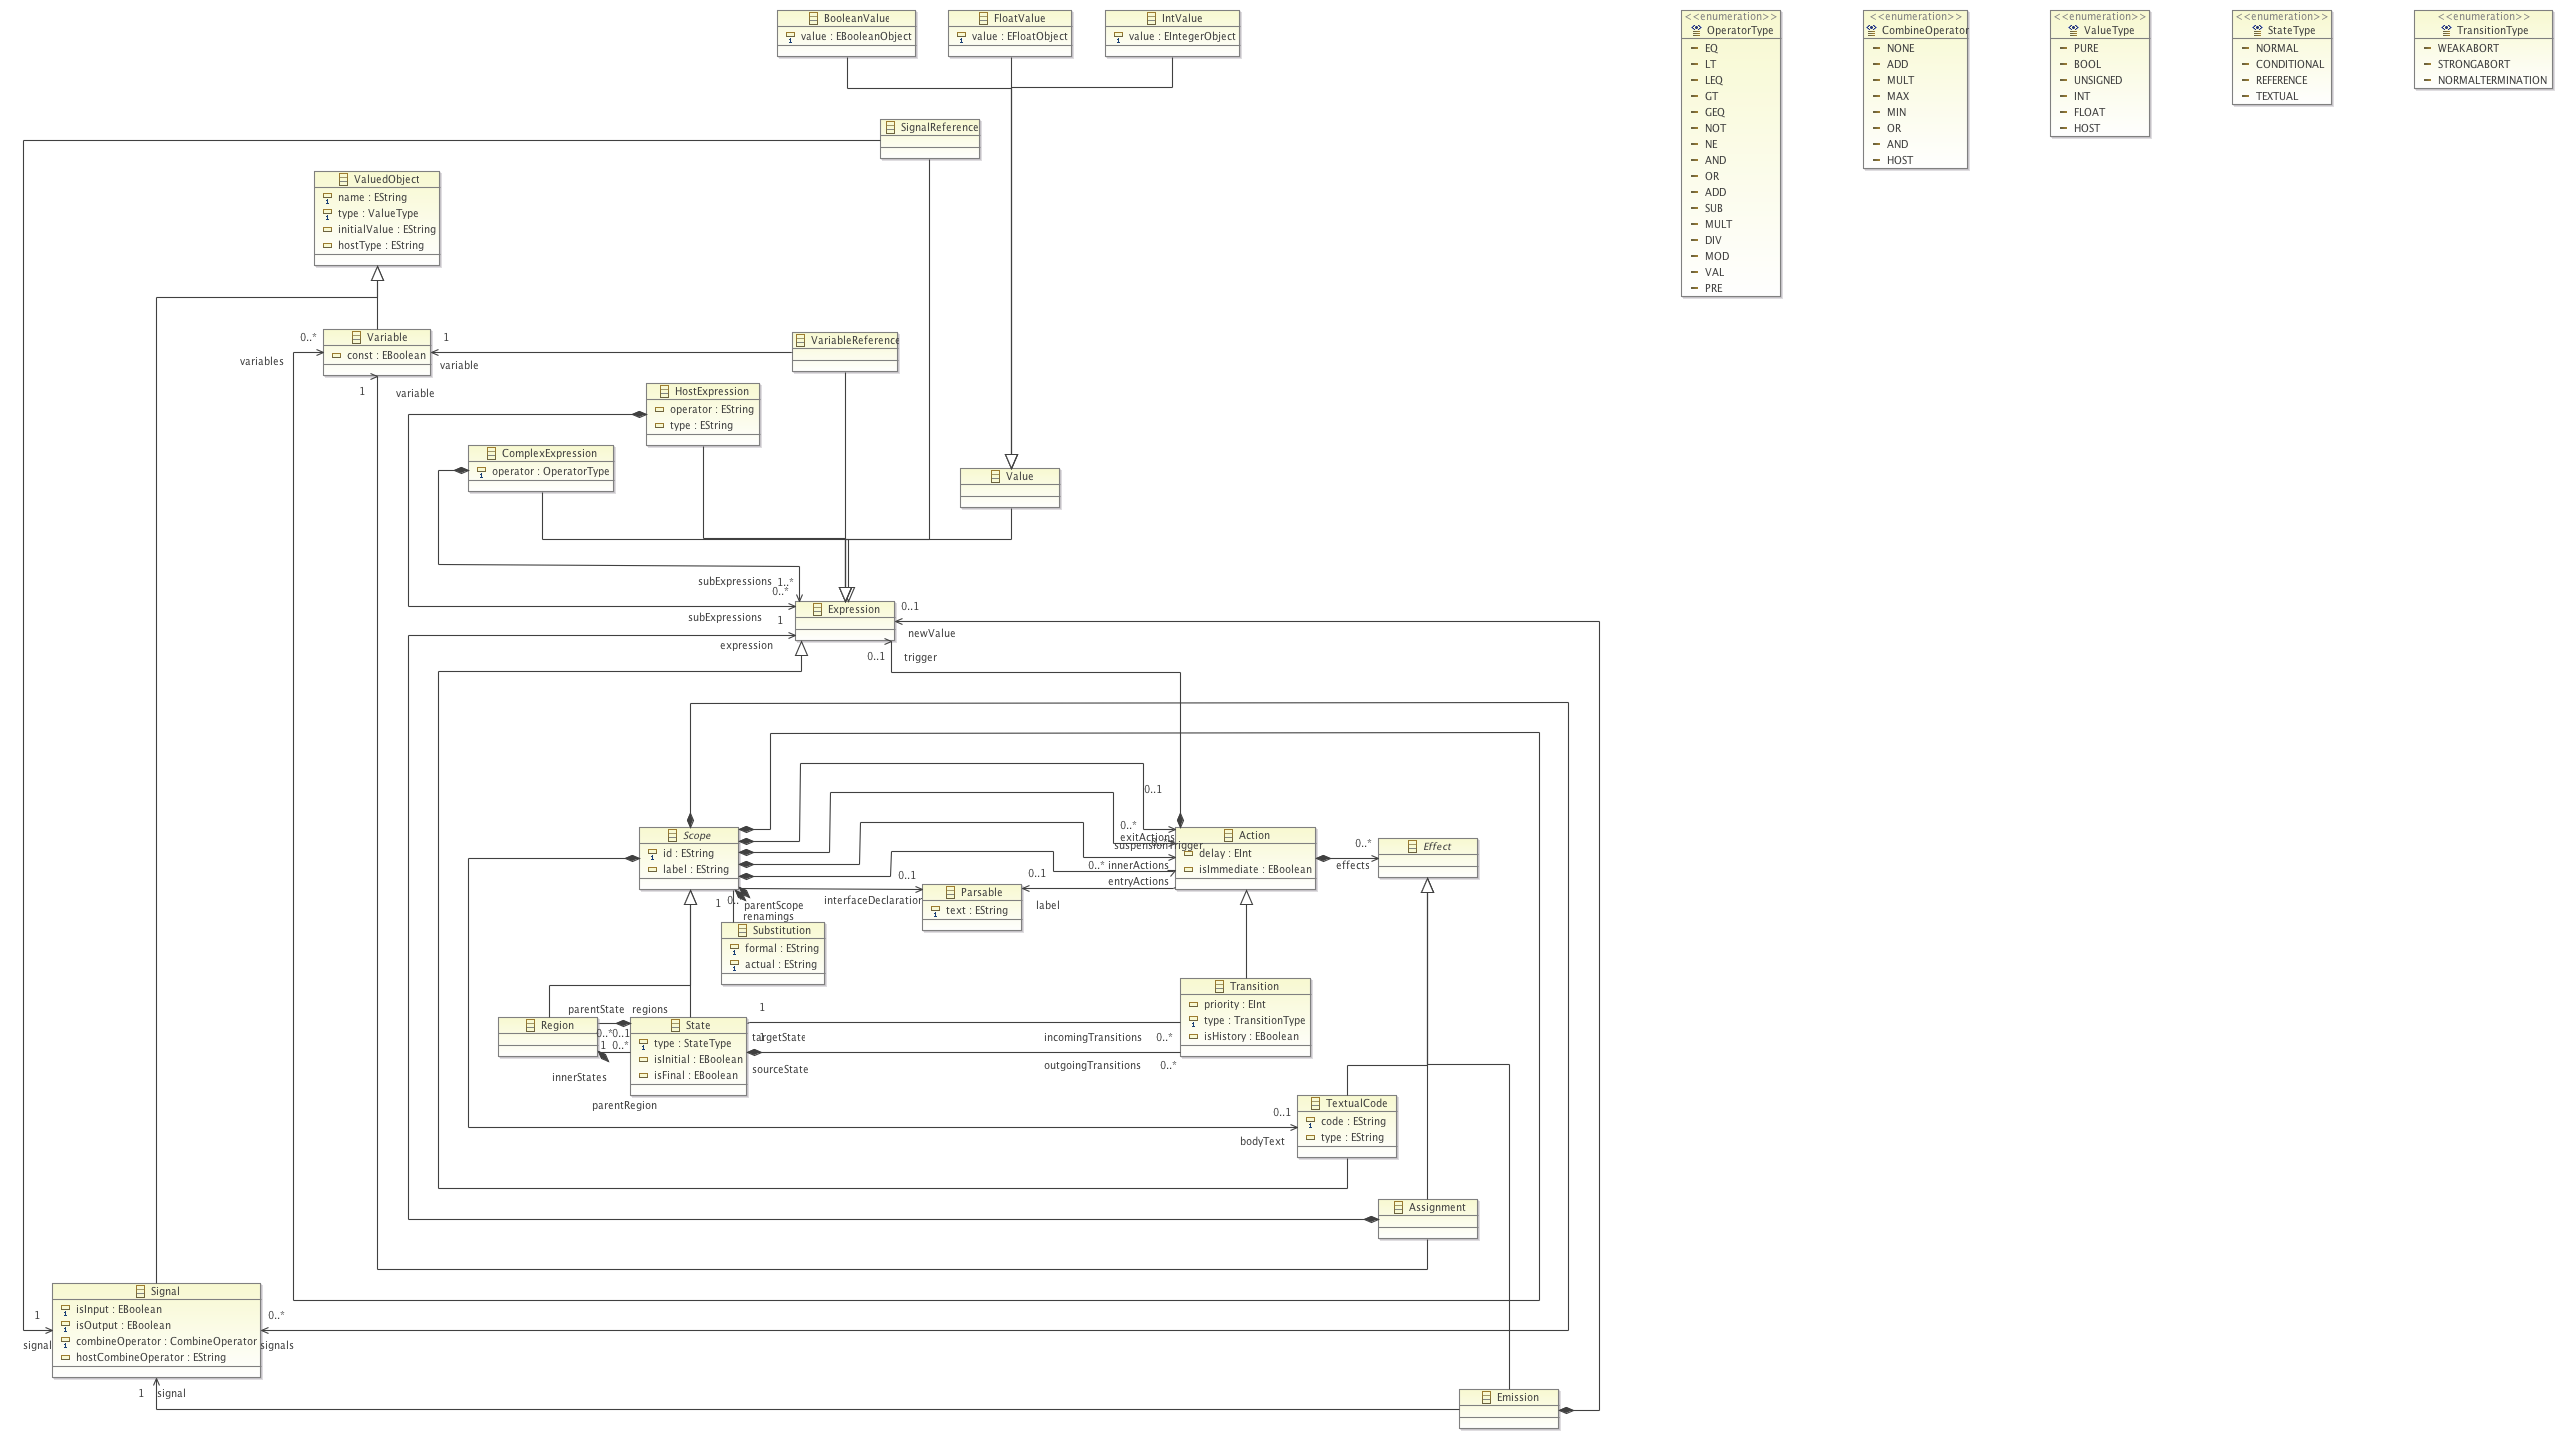 BooleanValue
value : EBooleanObject
FloatValue
value : EFloatObject
IntValue
value : EIntegerObject
<<enumeration>>
OperatorType
EQ
LT
LEQ
GT
GEQ
NOT
NE
AND
OR
ADD
SUB
MULT
DIV
MOD
VAL
PRE
<<enumeration>>
CombineOperator
NONE
ADD
MULT
MAX
MIN
OR
AND
HOST
<<enumeration>>
ValueType
PURE
BOOL
UNSIGNED
INT
FLOAT
HOST
<<enumeration>>
StateType
NORMAL
CONDITIONAL
REFERENCE
TEXTUAL
<<enumeration>>
TransitionType
WEAKABORT
STRONGABORT
NORMALTERMINATION
SignalReference
ValuedObject
name : EString
type : ValueType
initialValue : EString
hostType : EString
0..*
variables
Variable
const : EBoolean
1
variable
1
variable
VariableReference
HostExpression
operator : EString
type : EString
ComplexExpression
operator : OperatorType
Value
subExpressions
1..*
0..*
subExpressions
1
expression
Expression
0..1
newValue
0..1
trigger
Scope
id : EString
label : EString
0..1
0..*
exitActions
suspensionTrigger
0..*
innerActions
entryActions
Action
delay : EInt
isImmediate : EBoolean
0..*
effects
Effect
0..1
interfaceDeclaration
Parsable
text : EString
0..1
label
1
0..
parentScope
renamings
Substitution
formal : EString
actual : EString
parentState
regions
Region
0..*
0..1
1
0..*
innerStates
parentRegion
State
type : StateType
isInitial : EBoolean
isFinal : EBoolean
1
targetState
1
sourceState
incomingTransitions
0..*
outgoingTransitions
0..*
Transition
priority : EInt
type : TransitionType
isHistory : EBoolean
0..1
bodyText
TextualCode
code : EString
type : EString
Assignment
Signal
isInput : EBoolean
isOutput : EBoolean
combineOperator : CombineOperator
hostCombineOperator : EString
1
signal
0..*
signals
1
signal
Emission